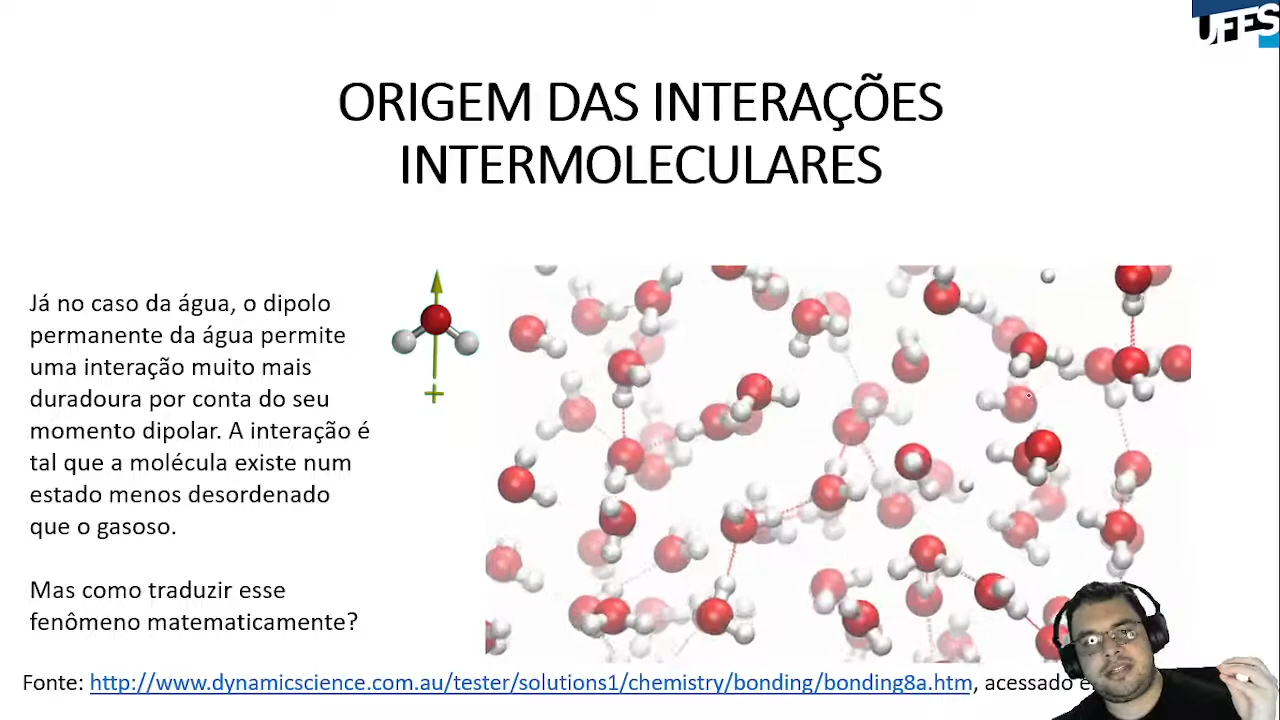 UFES
ORIGEM DAS INTERAÇÕES
INTERMOLECULARES
Já no caso da água, o dipolo
permanente da água permite
uma interação muito mais
duradoura por conta do seu
momento dipolar. A interação é
tal que a molécula existe num
estado menos desordenado
que o gasoso.
Mas como traduzir esse
fenômeno matematicamente?
Fonte: http://www.dynamicscience.com.au/tester/solutions1/chemistry/bonding/bonding8a.htm, acessado